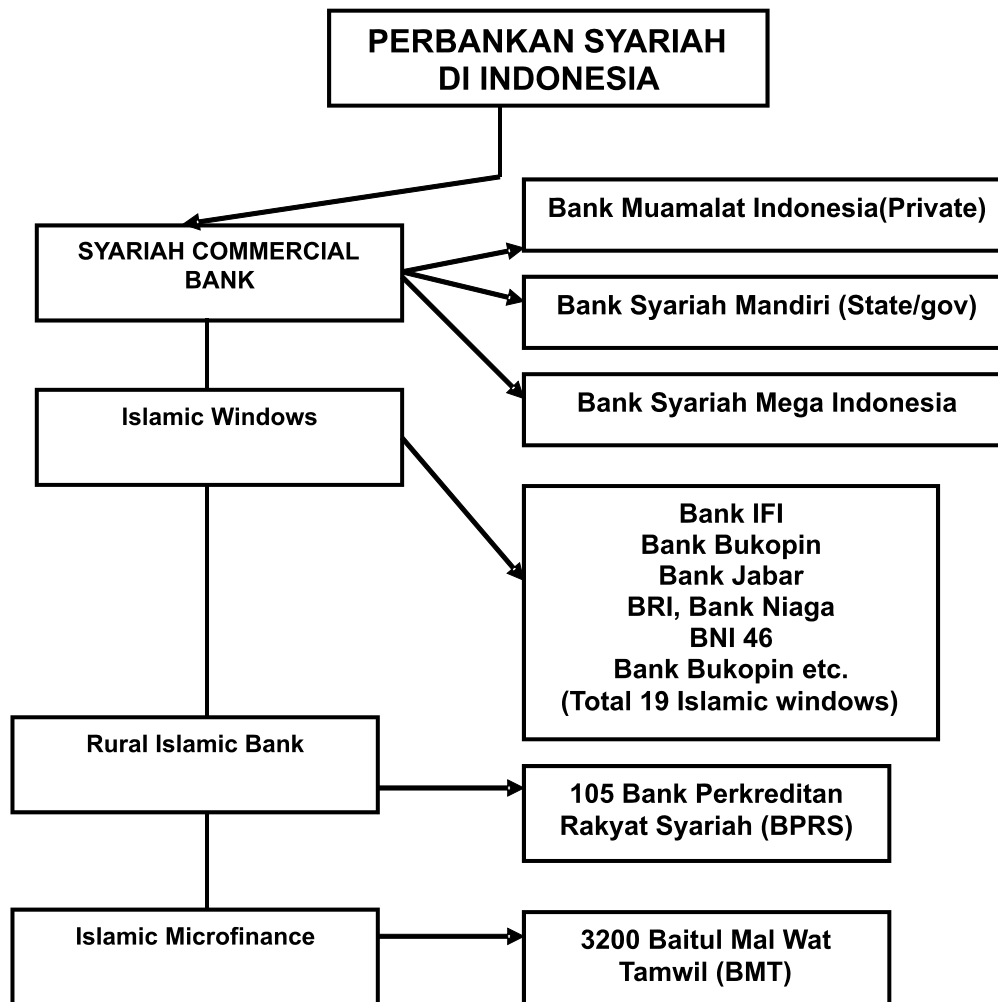 PERBANKAN SYARIAH
DI INDONESIA
SYARIAH COMMERCIAL
BANK
Bank Muamalat Indonesia(Private)
Bank Syariah Mandiri (State/gov)
Bank Syariah Mega Indonesia
Islamic Windows
Bank IFI
Bank Bukopin
Bank Jabar
BRI, Bank Niaga
BNI 46
Bank Bukopin etc.
(Total 19 Islamic windows)
Rural Islamic Bank
105 Bank Perkreditan
Rakyat Syariah (BPRS)
Islamic Microfinance
3200 Baitul Mal Wat
Tamwil (BMT)